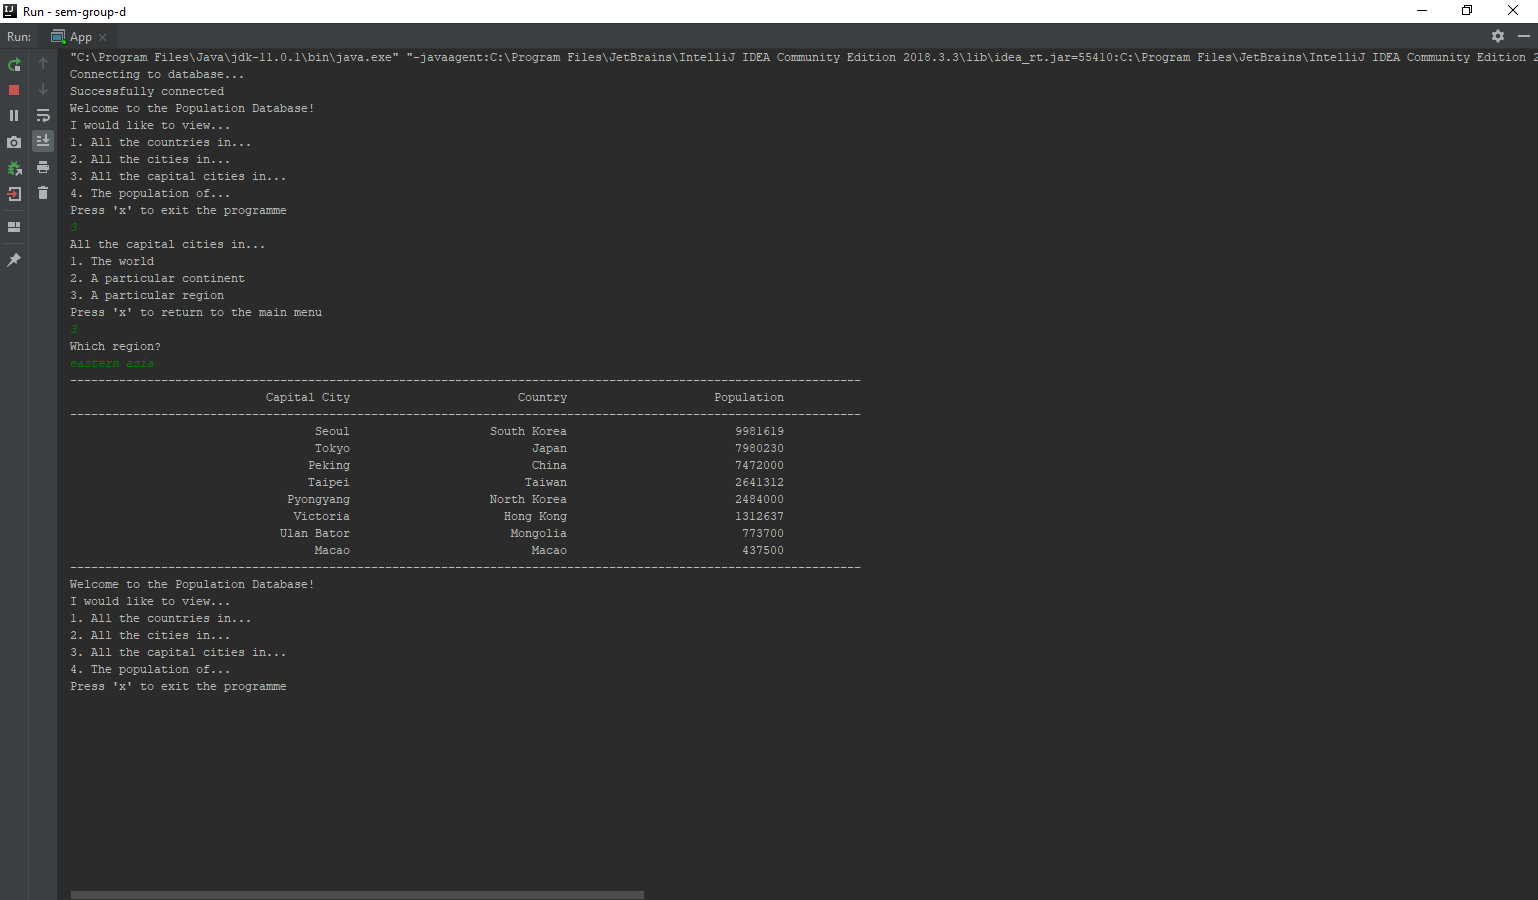 Run - sem-group-d
Run: App
"C:\Program Files\Java\jdk-11.0.1\bin\java.exe" "-javaagent:C:\Program Files\JetBrains\IntelliJ IDEA Community Edition 2018.3.3\lib\idea_rt.jar=55410:C:\Program Files\JetBrains\IntelliJ IDEA Community Edition 2
Connecting to database...
Successfully connected
Welcome to the Population Database!
I would like to view...
1. All the countries in...
2. All the cities in...
3. All the capital cities in...
4. The population of...
Press 'x' to exit the programme
3
All the capital cities in...
1. The world
2. A particular continent
3. A particular region
Press 'x' to return to the main menu
3
Which region?
eastern asia
-----------------------------------------------------------------------------------------------------------------
Capital City Country Population
-----------------------------------------------------------------------------------------------------------------
Seoul South Korea 9981619
Tokyo Japan 7980230
Peking China 7472000
Taipei Taiwan 2641312
Pyongyang North Korea 2484000
Victoria Hong Kong 1312637
Ulan Bator Mongolia 773700
Macao Macao 437500
-----------------------------------------------------------------------------------------------------------------
Welcome to the Population Database!
I would like to view...
1. All the countries in...
2. All the cities in...
3. All the capital cities in...
4. The population of...
Press 'x' to exit the programme